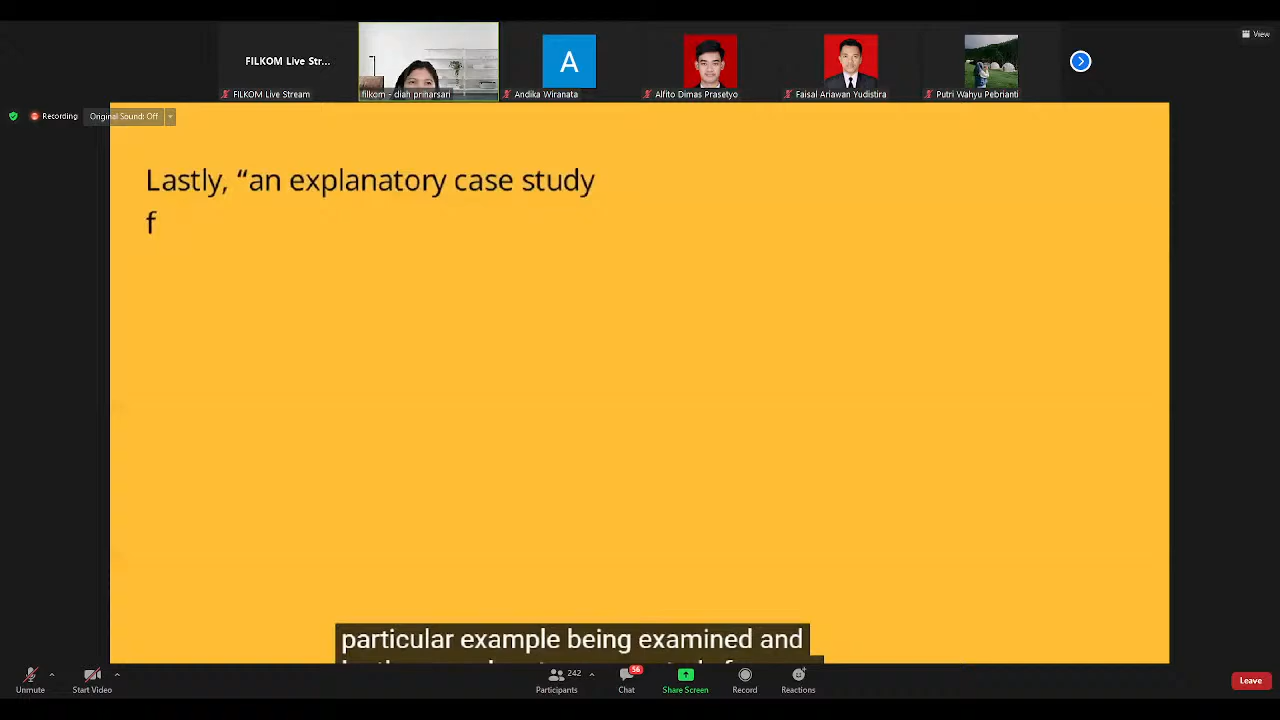 FILKOM Live Str...
A
View
FILKOM Live Stream
filkom - diah prinarsari
Andika Wiranata
Alfito Dimas Prasetyo
Faisal Ariawan Yudistira
Putri Wahyu Pebrianti
Recording
Original Sound: Off
Lastly, “an explanatory case study
f
particular example being examined and
Unmute
Start Video
242
Participants
56
Chat
Share Screen
Record
Reactions
Leave